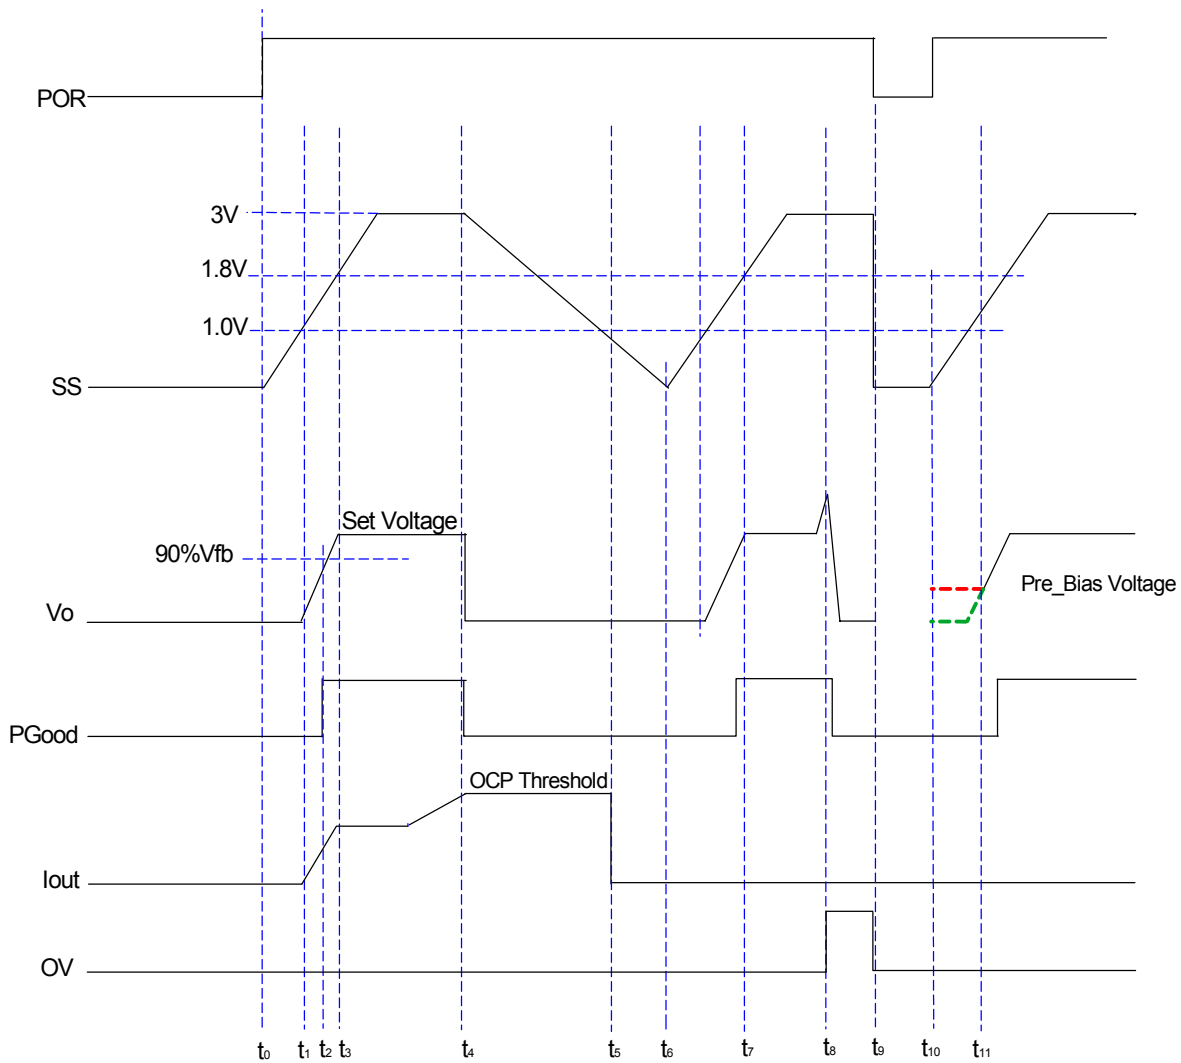 POR
3V
1.8V
1.0V
SS
Set Voltage
90%Vfb
Pre_Bias Voltage
Vo
PGood
OCP Threshold
Iout
OV
t0 t1 t2 t3 t4 t5 t6 t7 t8 t9 t10 t11